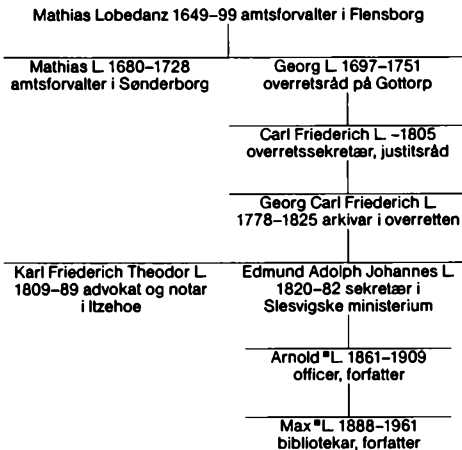 Mathias Lobedanz 1649–99 amtsforvalter i Flensborg
Mathias L. 1680–1728
amtsforvalter i Sønderborg
Georg L. 1697–1751
overretsråd på Gottorp
Carl Friederich L. –1805
overretssekretær, justitsråd
Georg Carl Friederich L.
1778–1825 arkivar i overretten
Karl Friederich Theodor L.
1809–89 advokat og notar
i Itzehoe
Edmund Adolph Johannes L.
1820–82 sekretær i
Slesvigske ministerium
Arnold ■L. 1861–1909
officer, forfatter
Max ■L. 1888–1961
bibliotekar, forfatter